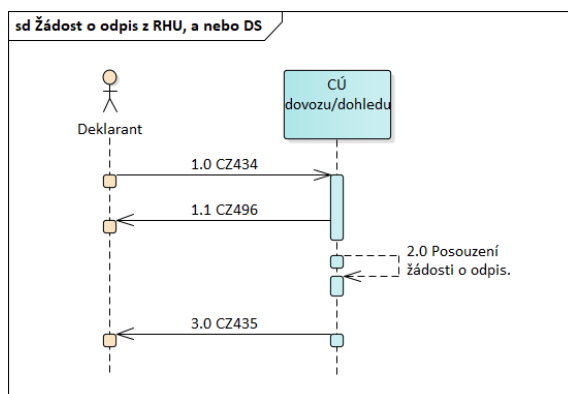 sd Žádost o odpis z RHU, a nebo DS
CÚ
dovozu/dohledu
Deklarant
1.0 CZ434
1.1 CZ496
2.0 Posouzení
žádosti o odpis.
3.0 CZ435